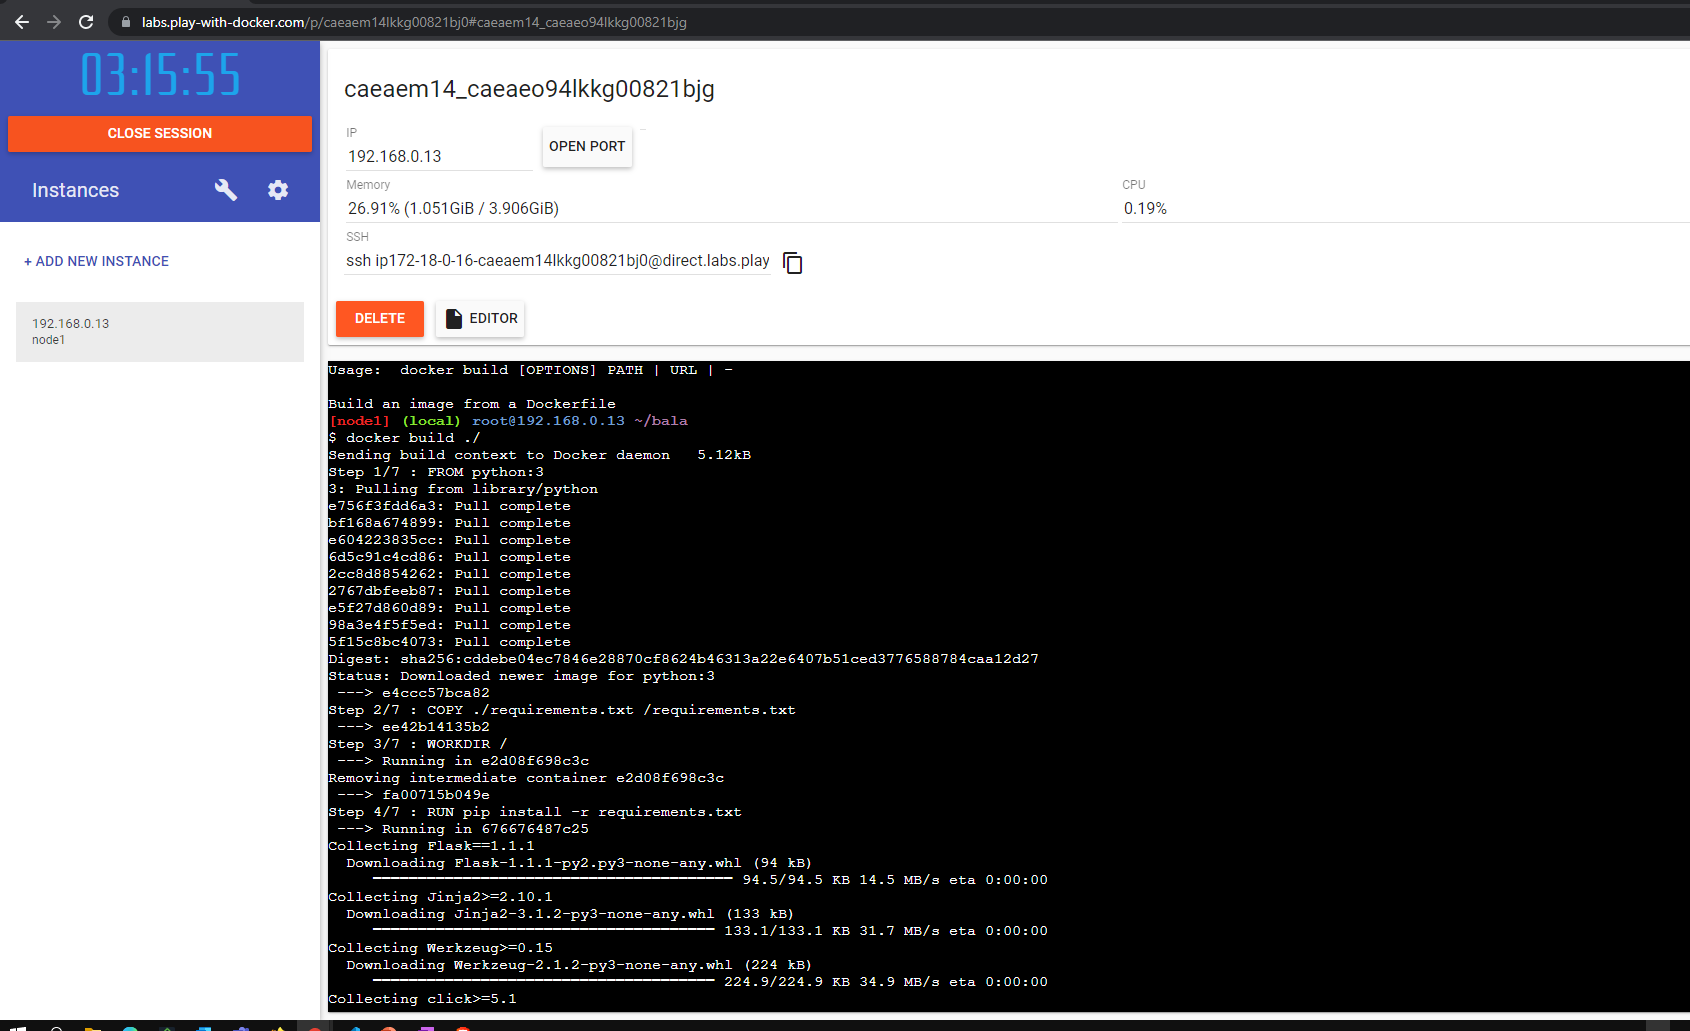 labs.play-with-docker.com/p/caeaem14lkkg00821bj0#caeaem14_caeaeo94lkkg00821bjg
03:15:55
CLOSE SESSION
Instances
+ ADD NEW INSTANCE
192.168.0.13
node1
caeaem14_caeaeo94lkkg00821bjg
IP
192.168.0.13
OPEN PORT
Memory
26.91% (1.051GiB / 3.906GiB)
CPU
0.19%
SSH
ssh ip172-18-0-16-caeaem14lkkg00821bj0@direct.labs.play
DELETE
EDITOR
Usage:  docker build [OPTIONS] PATH | URL | -
Build an image from a Dockerfile
[node1] (local) root@192.168.0.13 ~/bala
$ docker build ./
Sending build context to Docker daemon   5.12kB
Step 1/7 : FROM python:3
3: Pulling from library/python
e756f3fdd6a3: Pull complete
bf168a674899: Pull complete
e604223835cc: Pull complete
6d5c91c4cd86: Pull complete
2cc8d8854262: Pull complete
2767dbfeeb87: Pull complete
e5f27d860d89: Pull complete
98a3e4f5f5ed: Pull complete
5f15c8bc4073: Pull complete
Digest: sha256:cddebe04ec7846e28870cf8624b46313a22e6407b51ced3776588784caa12d27
Status: Downloaded newer image for python:3
 ---> e4ccc57bca82
Step 2/7 : COPY ./requirements.txt /requirements.txt
 ---> ee42b14135b2
Step 3/7 : WORKDIR /
 ---> Running in e2d08f698c3c
Removing intermediate container e2d08f698c3c
 ---> fa00715b049e
Step 4/7 : RUN pip install -r requirements.txt
 ---> Running in 676676487c25
Collecting Flask==1.1.1
  Downloading Flask-1.1.1-py2.py3-none-any.whl (94 kB)
94.5/94.5 KB 14.5 MB/s eta 0:00:00
Collecting Jinja2>=2.10.1
  Downloading Jinja2-3.1.2-py3-none-any.whl (133 kB)
133.1/133.1 KB 31.7 MB/s eta 0:00:00
Collecting Werkzeug>=0.15
  Downloading Werkzeug-2.1.2-py3-none-any.whl (224 kB)
224.9/224.9 KB 34.9 MB/s eta 0:00:00
Collecting click>=5.1